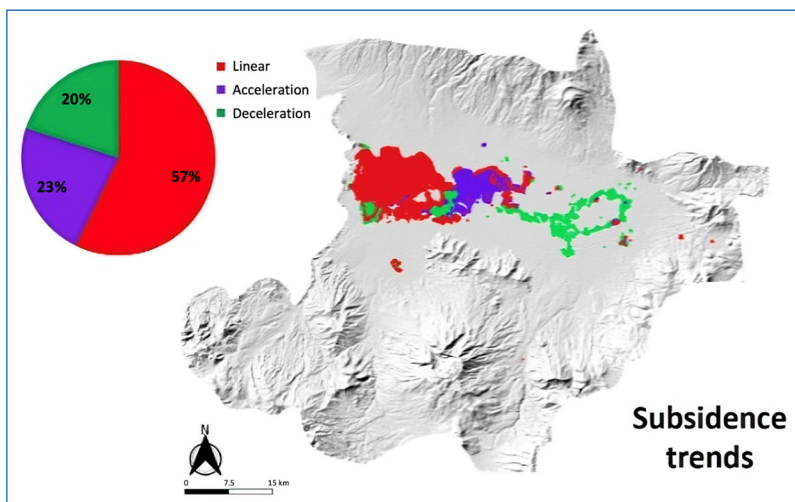 Linear
Acceleration
Deceleration
20%
23%
57%
N
0 7.5 15 km
Subsidence
trends